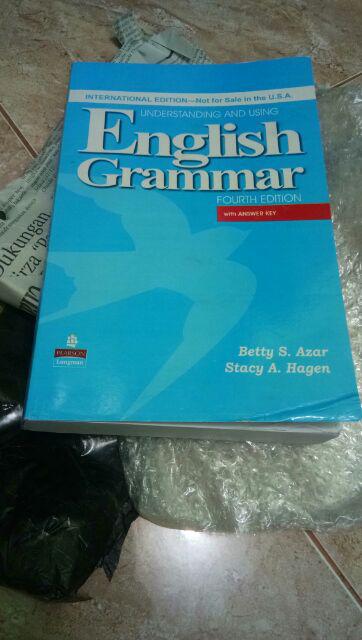 INTERNATIONAL EDITION—Not for Sale in the U.S.A.
UNDERSTANDING AND USING
English
Grammar
FOURTH EDITION
with ANSWER KEY
Betty S. Azar
Stacy A. Hagen
PEARSON
Longman